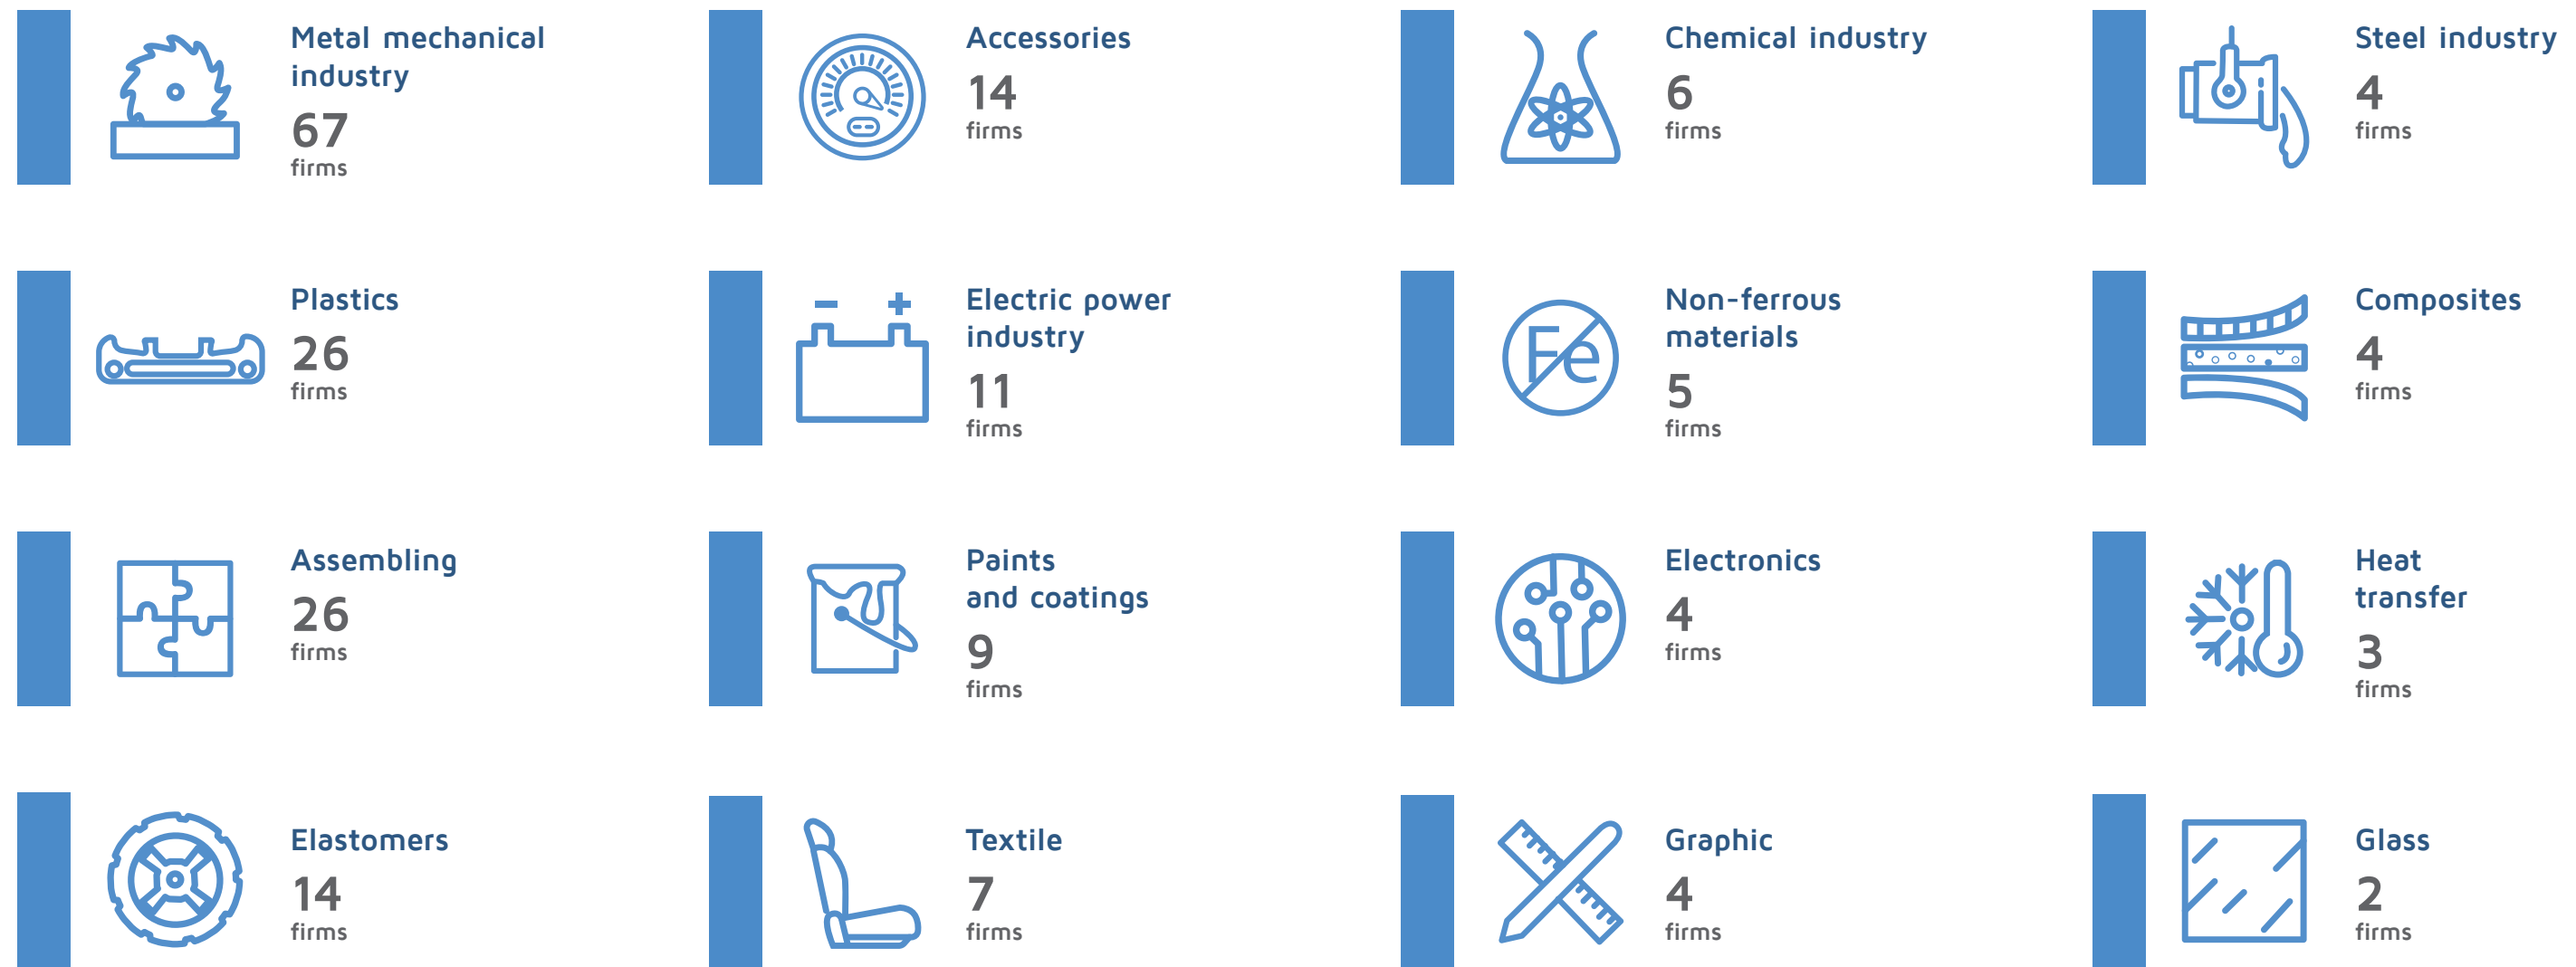 Metal mechanical
industry
67
firms
Accessories
14
firms
Chemical industry
6
firms
Steel industry
4
firms
Plastics
26
firms
Electric power
industry
11
firms
Fe
Non-ferrous
materials
5
firms
Composites
4
firms
Assembling
26
firms
Paints
and coatings
9
firms
Electronics
4
firms
Heat
transfer
3
firms
Elastomers
14
firms
Textile
7
firms
Graphic
4
firms
Glass
2
firms